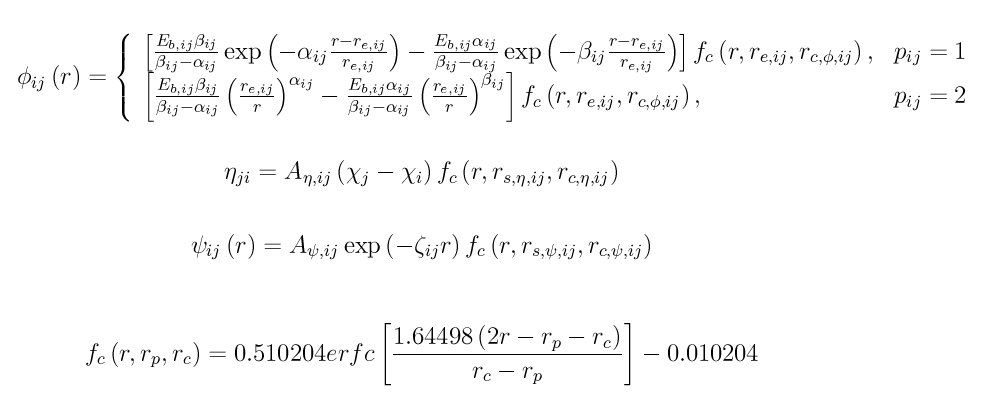 \phi_{ij}\left(r\right)=\begin{cases}\left[\frac{E_{b,ij}\beta_{ij}}{\beta_{ij}-\alpha_{ij}}\exp\left(-\alpha_{ij}\frac{r-r_{e,ij}}{r_{e,ij}}\right)-\frac{E_{b,ij}\alpha_{ij}}{\beta_{ij}-\alpha_{ij}}\exp\left(-\beta_{ij}\frac{r-r_{e,ij}}{r_{e,ij}}\right)\right]f_c\left(r,r_{e,ij},r_{c,\phi,ij}\right), & p_{ij}=1\\
\left[\frac{E_{b,ij}\beta_{ij}}{\beta_{ij}-\alpha_{ij}}\left(\frac{r_{e,ij}}{r}\right)^{\alpha_{ij}}-\frac{E_{b,ij}\alpha_{ij}}{\beta_{ij}-\alpha_{ij}}\left(\frac{r_{e,ij}}{r}\right)^{\beta_{ij}}\right]f_c\left(r,r_{e,ij},r_{c,\phi,ij}\right), & p_{ij}=2\end{cases}
\eta_{ji}=A_{\eta,ij}\left(\chi_j-\chi_i\right)f_c\left(r,r_{s,\eta,ij},r_{c,\eta,ij}\right)
\psi_{ij}\left(r\right)=A_{\psi,ij}\exp\left(-\zeta_{ij}r\right)f_c\left(r,r_{s,\psi,ij},r_{c,\psi,ij}\right)
f_c\left(r,r_p,r_c\right)=0.510204erfc\left[\frac{1.64498\left(2r-r_p-r_c\right)}{r_c-r_p}\right]-0.010204